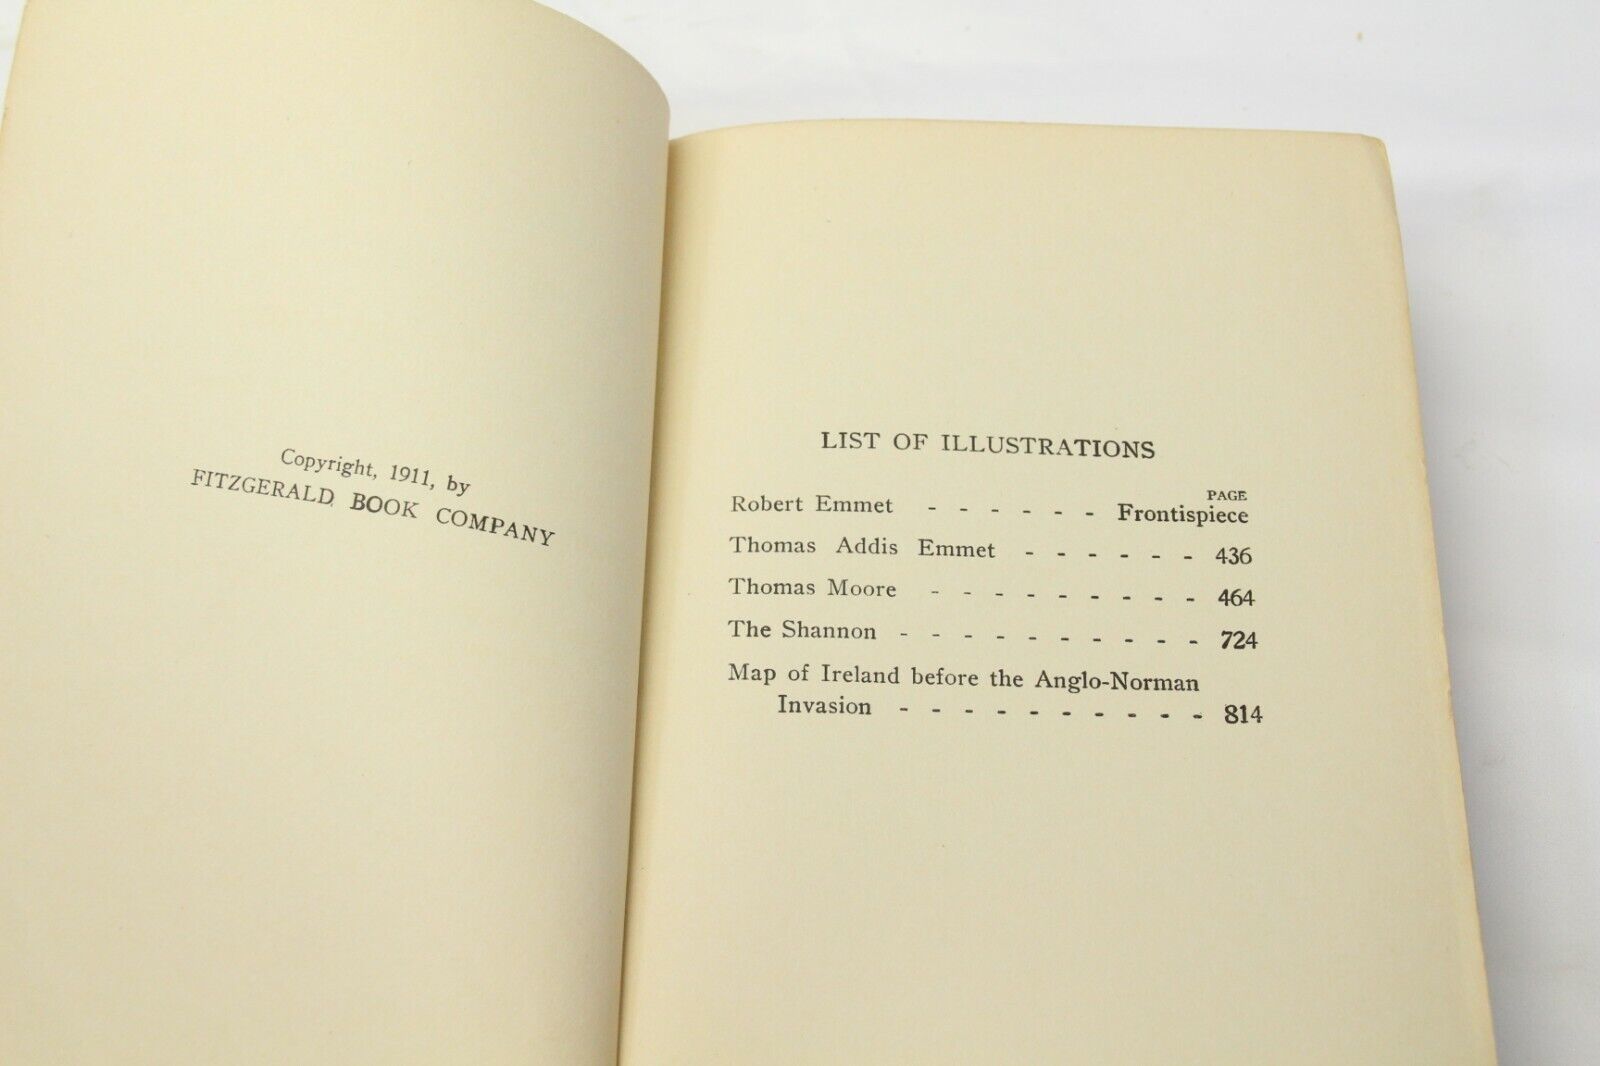 Copyright, 1911, by
FITZGERALD BOOK COMPANY
LIST OF ILLUSTRATIONS
PAGE
Robert Emmet - - - - - - Frontispiece
Thomas Addis Emmet - - - - - - 436
Thomas Moore - - - - - - - - - 464
The Shannon - - - - - - - - - - 724
Map of Ireland before the Anglo-Norman
Invasion - - - - - - - - - - 814